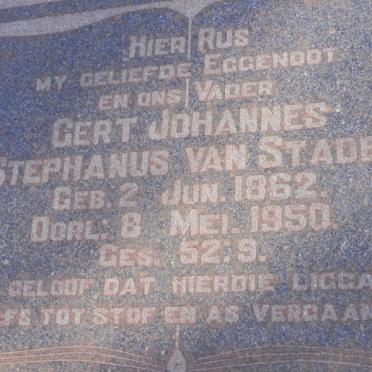 HIER RUS
MY GELIEFDE EGGENOOT
EN ONS VADER
GERT JOHANNES
STEPHANUS VAN STADE
GEB. 2 JUN. 1862.
OORL. 8 MEI. 1950.
GES. 52:9.
GELOOF DAT HIERDIE LIGGA
EFS TOT STOF EN AS VERGAAN